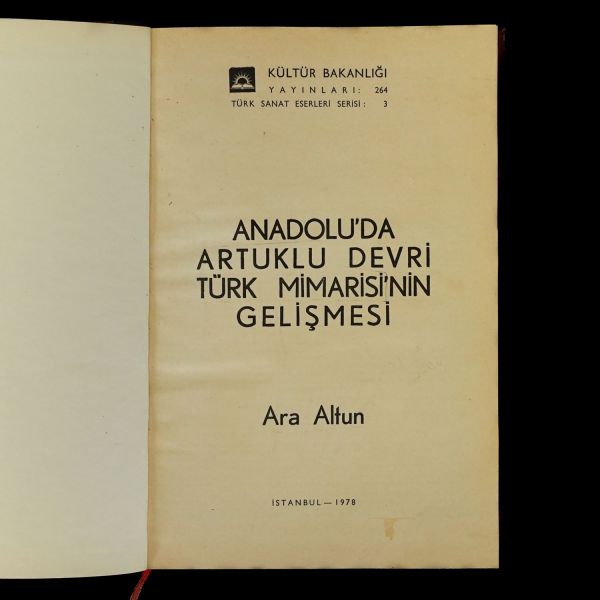 KÜLTÜR BAKANLIĞI
YAYINLARI: 264
TÜRK SANAT ESERLERİ SERİSİ: 3
ANADOLU'DA
ARTUKLU DEVRİ
TÜRK MİMARİSİ'NİN
GELİŞMESİ
Ara Altun
İSTANBUL — 1978